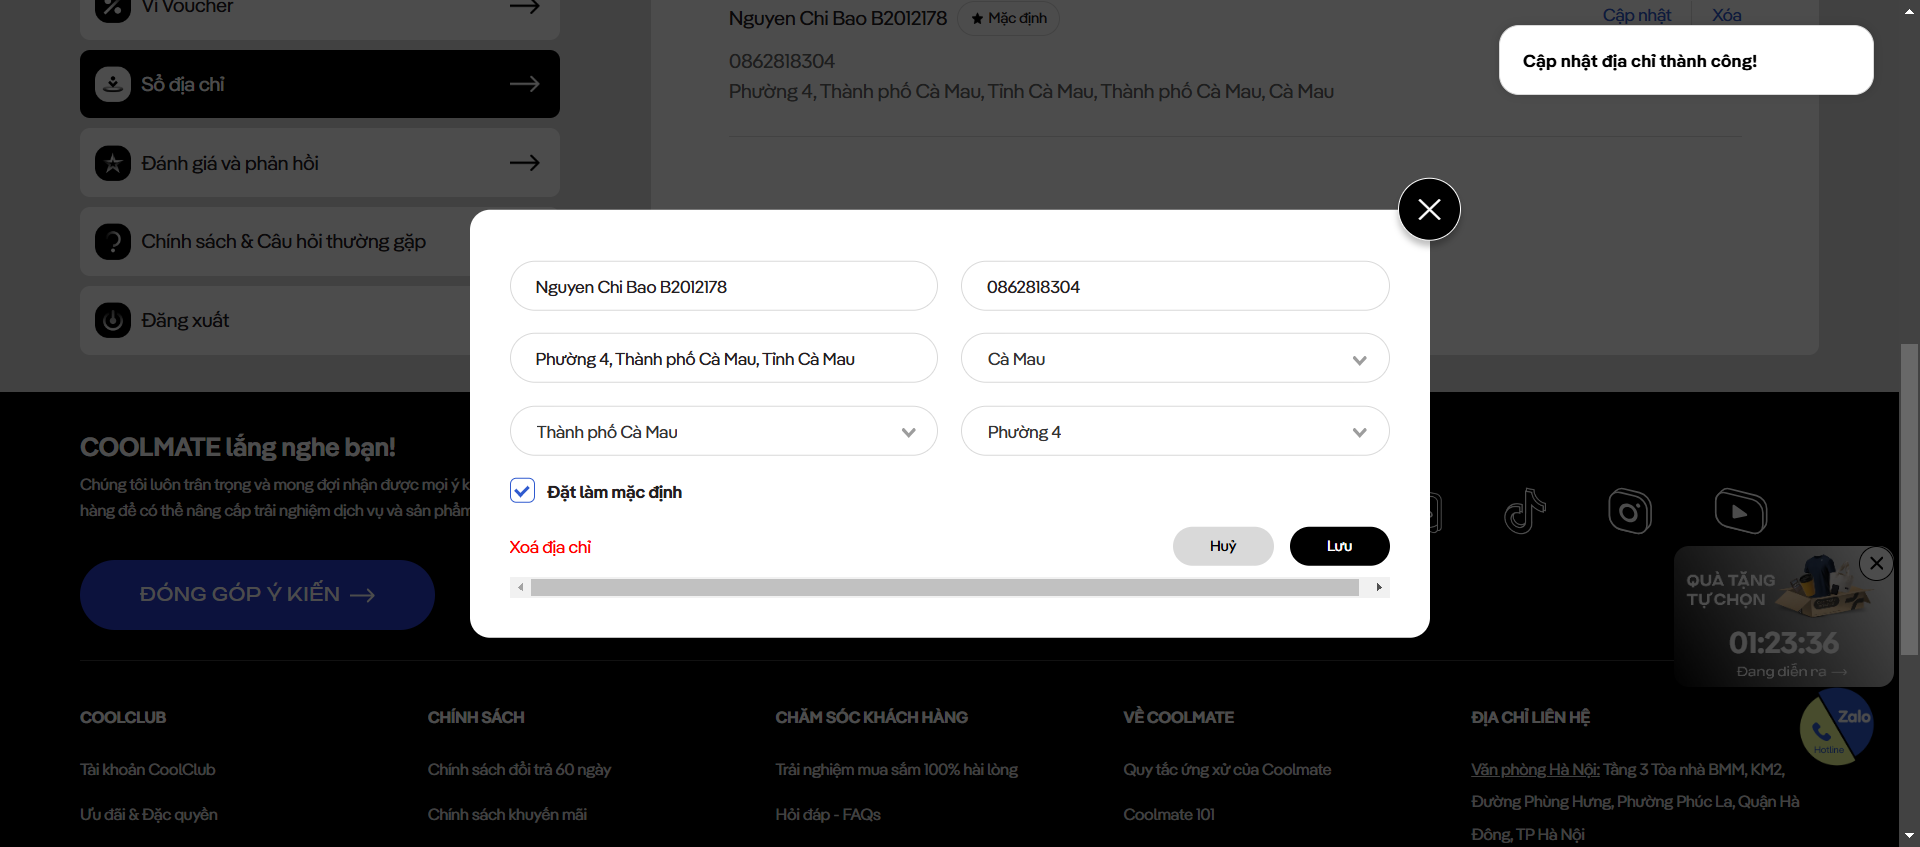 Ví Voucher
Sổ địa chỉ
Đánh giá và phản hồi
Chính sách & Câu hỏi thường gặp
Đăng xuất
Nguyen Chi Bao B2012178
Mặc định
Cập nhật
Xóa
0862818304
Phường 4, Thành phố Cà Mau, Tỉnh Cà Mau, Thành phố Cà Mau, Cà Mau
Cập nhật địa chỉ thành công!
Nguyen Chi Bao B2012178
0862818304
Phường 4, Thành phố Cà Mau, Tỉnh Cà Mau
Cà Mau
Thành phố Cà Mau
Phường 4
Đặt làm mặc định
Xoá địa chỉ
Huỷ
Lưu
COOLMATE lắng nghe bạn!
Chúng tôi luôn trân trọng và mong đợi nhận được mọi ý k
hàng để có thể nâng cấp trải nghiệm dịch vụ và sản phẩm
ĐÓNG GÓP Ý KIẾN
QUÀ TẶNG
TỰ CHỌN
01:23:36
Đang diễn ra
Zalo
Hotline
COOLCLUB
Tài khoản CoolClub
Ưu đãi & Đặc quyền
CHÍNH SÁCH
Chính sách đổi trả 60 ngày
Chính sách khuyến mãi
CHĂM SÓC KHÁCH HÀNG
Trải nghiệm mua sắm 100% hài lòng
Hỏi đáp - FAQs
VỀ COOLMATE
Quy tắc ứng xử của Coolmate
Coolmate 101
ĐỊA CHỈ LIÊN HỆ
Văn phòng Hà Nội: Tầng 3 Tòa nhà BMM, KM2,
Đường Phùng Hưng, Phường Phúc La, Quận Hà
Đông, TP Hà Nội